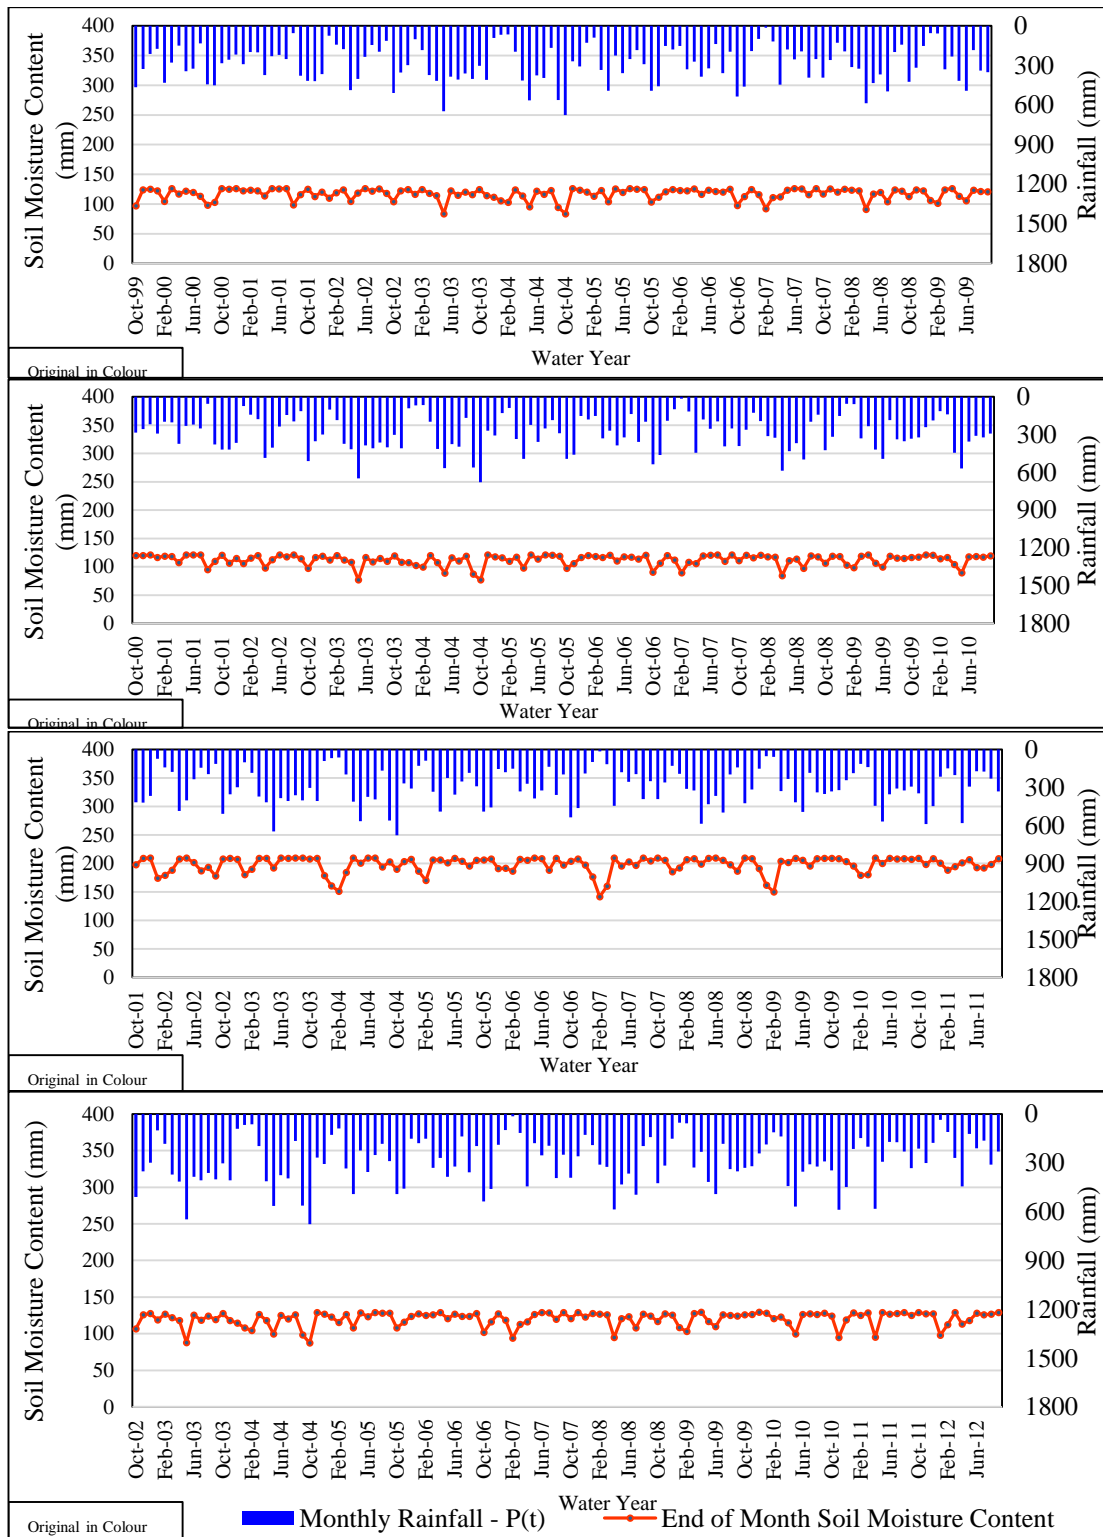 Soil Moisture Content
(mm)
400
350
300
250
200
150
100
50
0
0
300
600
900
1200
1500
1800
Rainfall (mm)
Oct-99
Feb-00
Jun-00
Oct-00
Feb-01
Jun-01
Oct-01
Feb-02
Jun-02
Oct-02
Feb-03
Jun-03
Oct-03
Feb-04
Jun-04
Oct-04
Feb-05
Jun-05
Oct-05
Feb-06
Jun-06
Oct-06
Feb-07
Jun-07
Oct-07
Feb-08
Jun-08
Oct-08
Feb-09
Jun-09
Water Year
Original in Colour
Soil Moisture Content
(mm)
400
350
300
250
200
150
100
50
0
0
300
600
900
1200
1500
1800
Rainfall (mm)
Oct-00
Feb-01
Jun-01
Oct-01
Feb-02
Jun-02
Oct-02
Feb-03
Jun-03
Oct-03
Feb-04
Jun-04
Oct-04
Feb-05
Jun-05
Oct-05
Feb-06
Jun-06
Oct-06
Feb-07
Jun-07
Oct-07
Feb-08
Jun-08
Oct-08
Feb-09
Jun-09
Oct-09
Feb-10
Jun-10
Water Year
Original in Colour
Soil Moisture Content
(mm)
400
350
300
250
200
150
100
50
0
0
300
600
900
1200
1500
1800
Rainfall (mm)
Oct-01
Feb-02
Jun-02
Oct-02
Feb-03
Jun-03
Oct-03
Feb-04
Jun-04
Oct-04
Feb-05
Jun-05
Oct-05
Feb-06
Jun-06
Oct-06
Feb-07
Jun-07
Oct-07
Feb-08
Jun-08
Oct-08
Feb-09
Jun-09
Oct-09
Feb-10
Jun-10
Oct-10
Feb-11
Jun-11
Water Year
Original in Colour
Soil Moisture Content (mm)
400
350
300
250
200
150
100
50
0
0
300
600
900
1200
1500
1800
Rainfall (mm)
Oct-02
Feb-03
Jun-03
Oct-03
Feb-04
Jun-04
Oct-04
Feb-05
Jun-05
Oct-05
Feb-06
Jun-06
Oct-06
Feb-07
Jun-07
Oct-07
Feb-08
Jun-08
Oct-08
Feb-09
Jun-09
Oct-09
Feb-10
Jun-10
Oct-10
Feb-11
Jun-11
Oct-11
Feb-12
Jun-12
Water Year
Original in Colour
Monthly Rainfall - P(t)
End of Month Soil Moisture Content